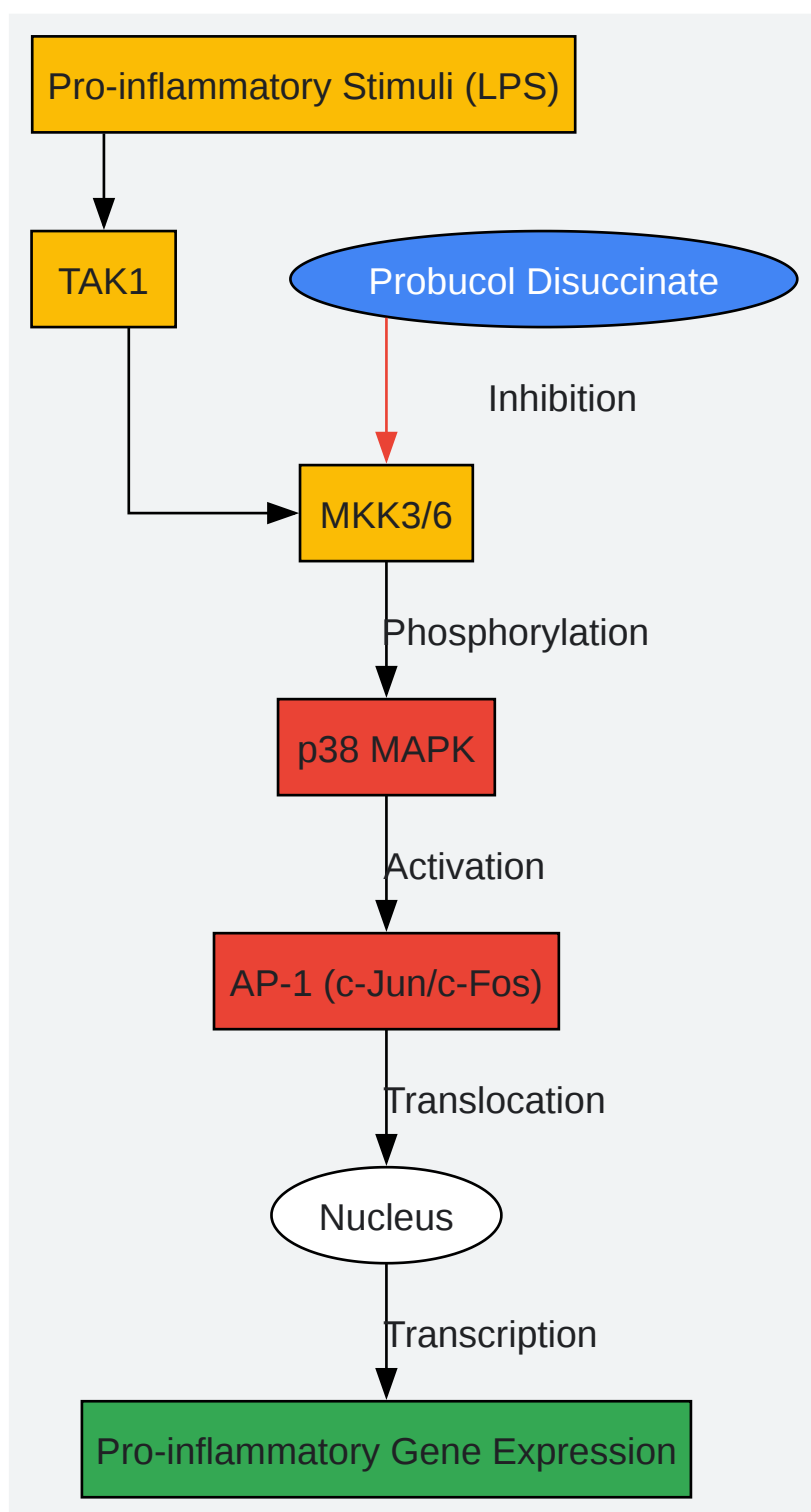 Pro-inflammatory Stimuli (LPS)
TAK1
Probucol Disuccinate
Inhibition
MKK3/6
Phosphorylation
p38 MAPK
Activation
AP-1 (c-Jun/c-Fos)
Translocation
Nucleus
Transcription
Pro-inflammatory Gene Expression